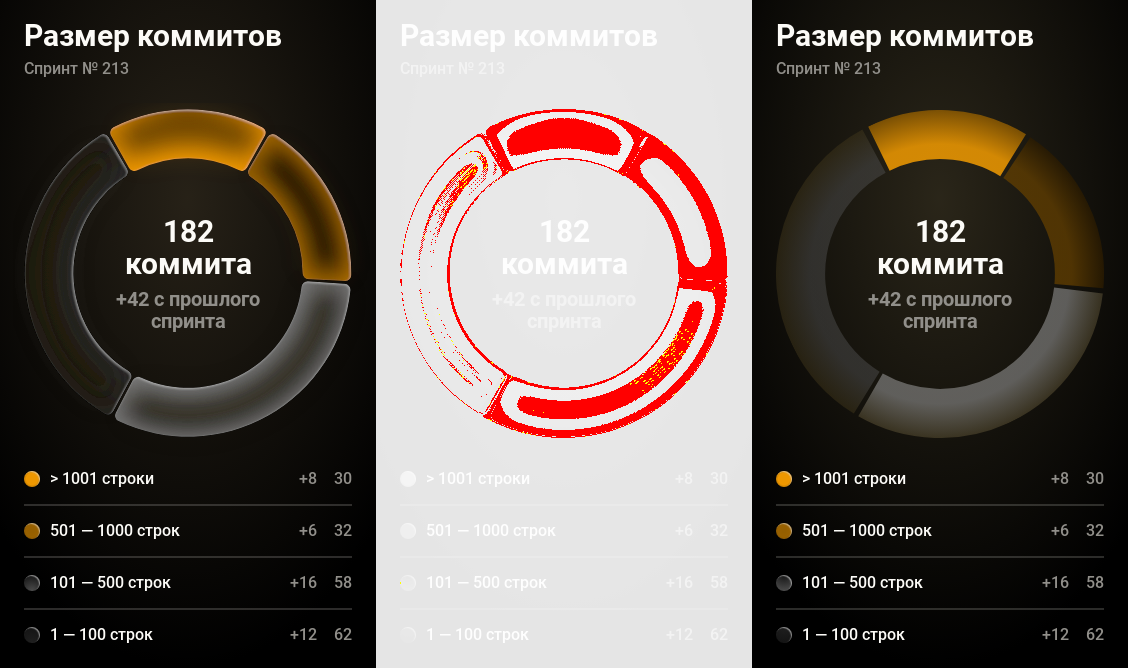 Размер коммитов
Спринт № 213
182
коммита
+42 с прошлого
спринта
> 1001 строки +8 30
501 — 1000 строк +6 32
101 — 500 строк +16 58
1 — 100 строк +12 62
Размер коммитов
Спринт № 213
182
коммита
+42 с прошлого
спринта
> 1001 строки +8 30
501 — 1000 строк +6 32
101 — 500 строк +16 58
1 — 100 строк +12 62
Размер коммитов
Спринт № 213
182
коммита
+42 с прошлого
спринта
> 1001 строки +8 30
501 — 1000 строк +6 32
101 — 500 строк +16 58
1 — 100 строк +12 62